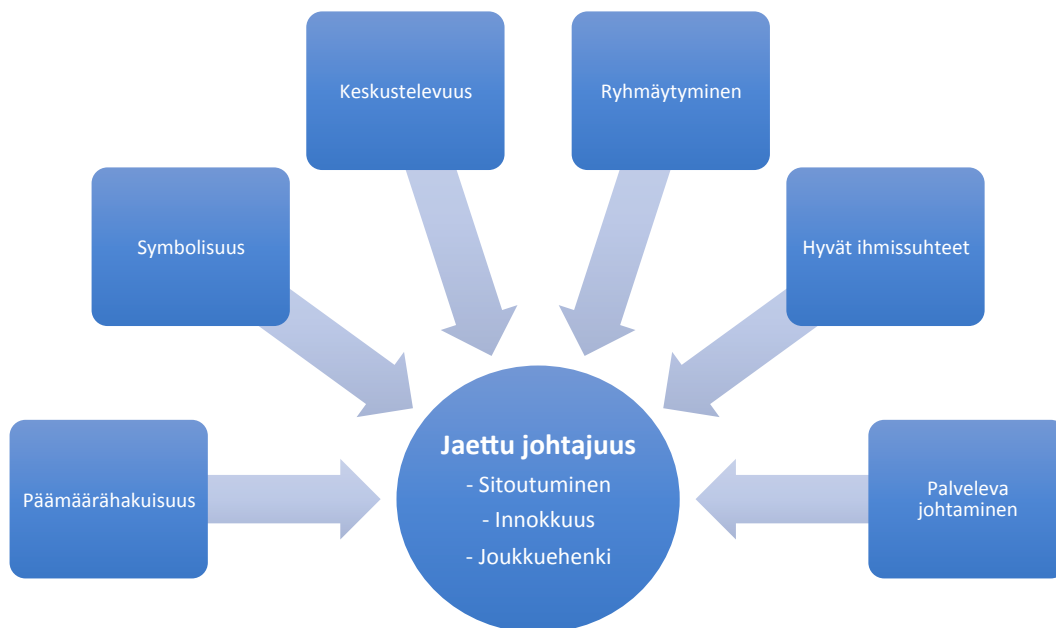 Keskustelevuus
Ryhmäytyminen
Symbolisuus
Hyvät ihmissuhteet
Päämäärähakuisuus
Jaettu johtajuus
- Sitoutuminen
- Innokkuus
- Joukkuehenki
Palveleva
johtaminen